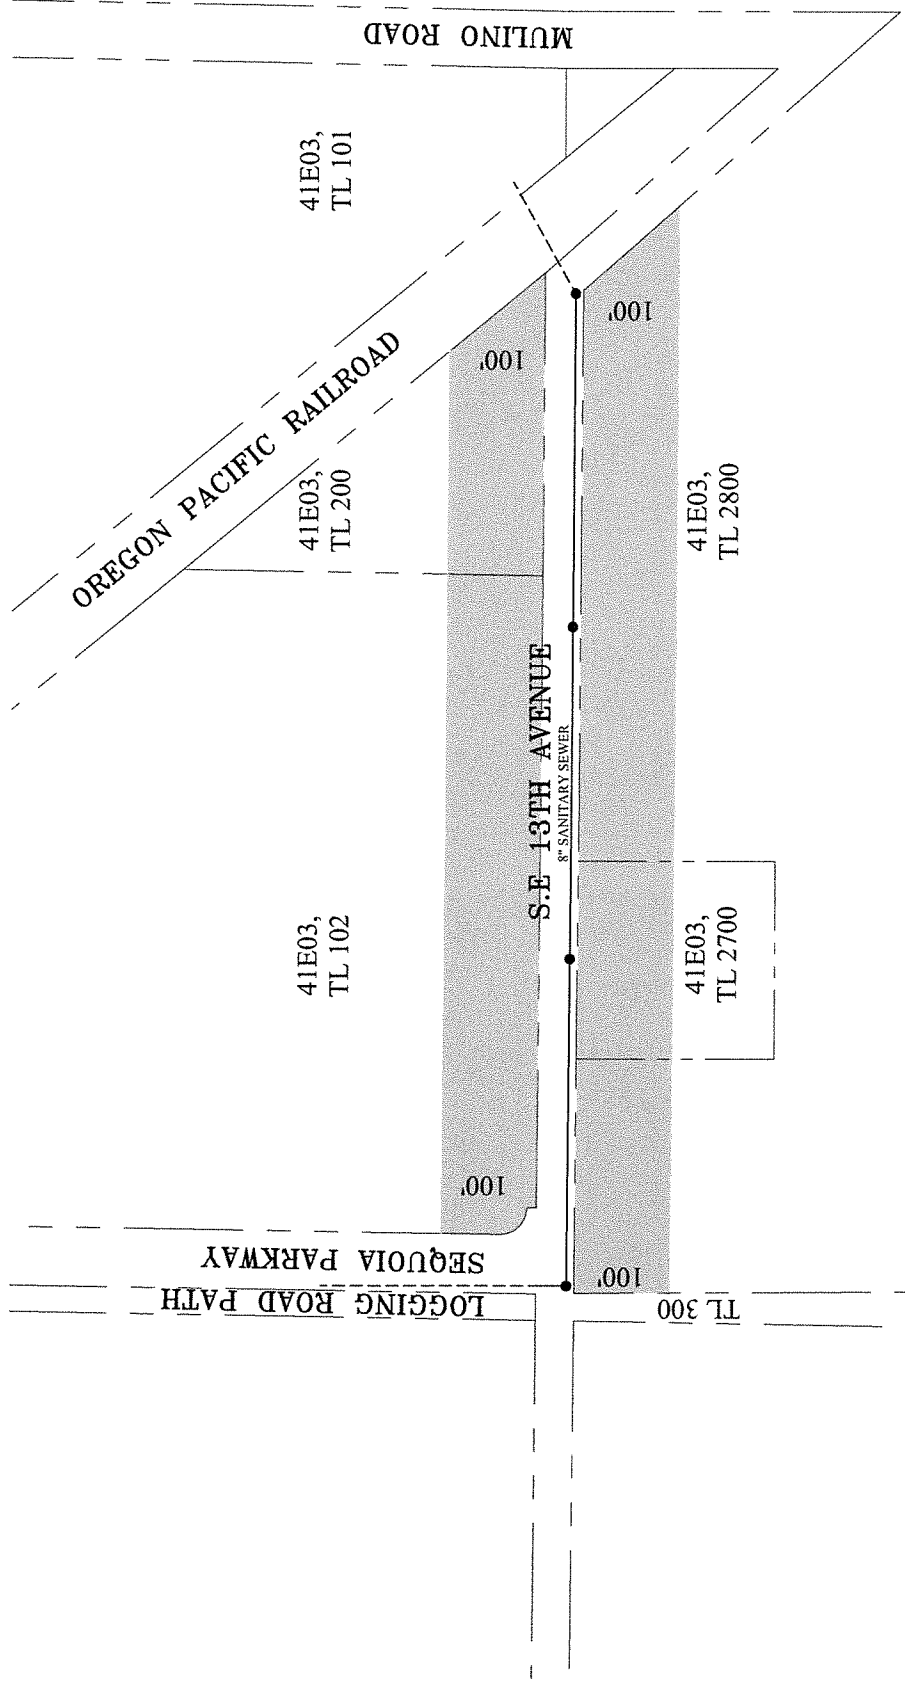 MULINO ROAD
41E03,
TL 101
OREGON PACIFIC RAILROAD
100'
100'
41E03,
TL 200
41E03,
TL 2800
S.E 13TH AVENUE
8" SANITARY SEWER
41E03,
TL 102
41E03,
TL 2700
100'
SEQUOIA PARKWAY
100'
LOGGING ROAD PATH
TL 300